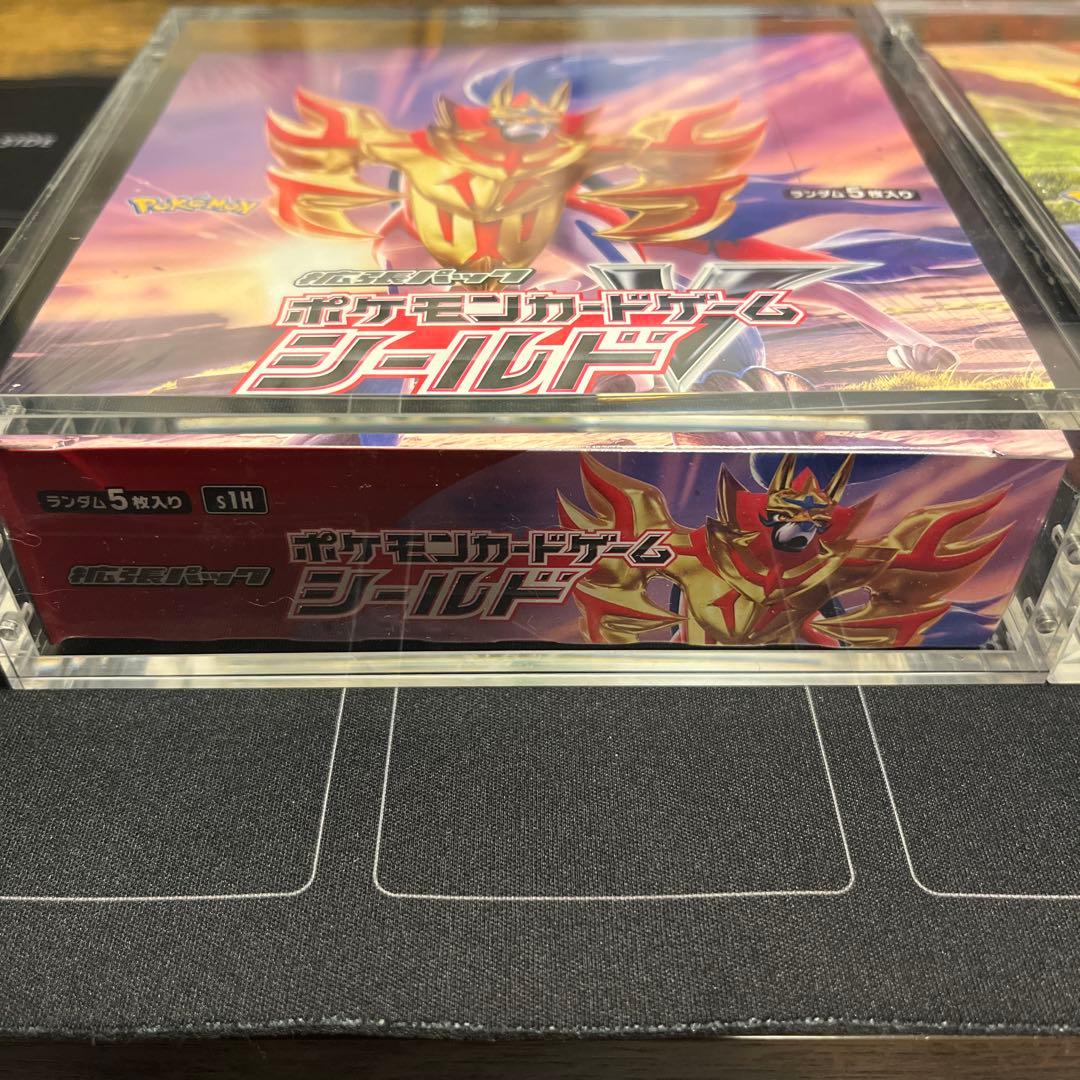 Pokémon
ランダム5枚入り
拡張パック
ポケモンカードゲーム
シールド
V
ランダム5枚入り
s1H
拡張パック
ポケモンカードゲーム
シールド